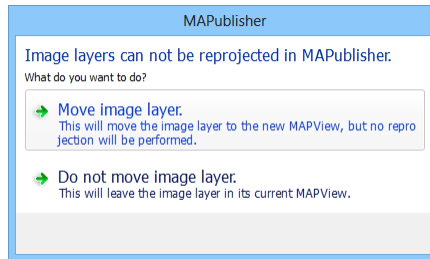 MAPublisher
Image layers can not be reprojected in MAPublisher.
What do you want to do?
Move image layer.
This will move the image layer to the new MAPView, but no repro
jection will be performed.
Do not move image layer.
This will leave the image layer in its current MAPView.